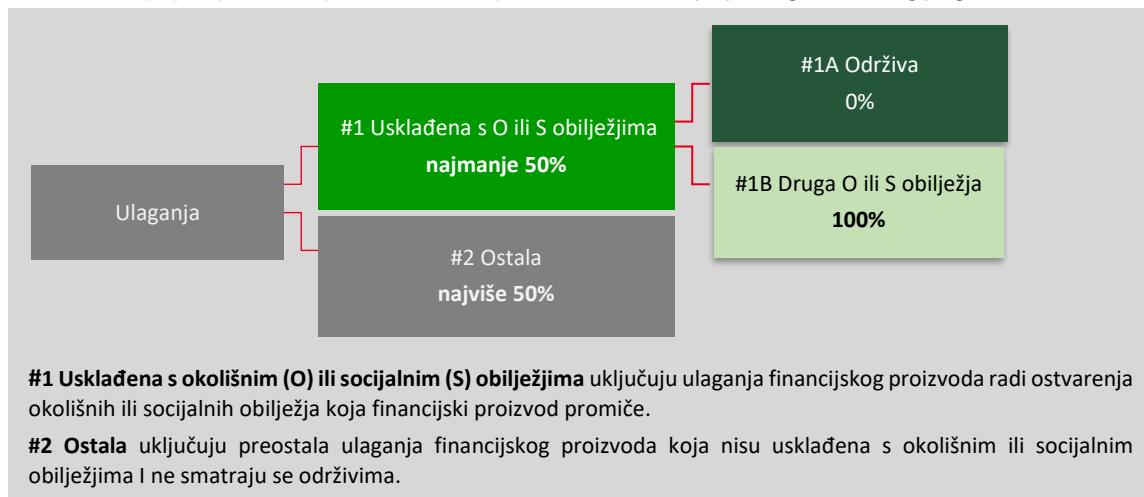 #1A Održiva
0%
#1 Usklađena s O ili S obilježjima
najmanje 50%
#1B Druga O ili S obilježja
100%
Ulaganja
#2 Ostala
najviše 50%
#1 Usklađena s okolišnim (O) ili socijalnim (S) obilježjima uključuju ulaganja financijskog proizvoda radi ostvarenja
okolišnih ili socijalnih obilježja koja financijski proizvod promiče.
#2 Ostala uključuju preostala ulaganja financijskog proizvoda koja nisu usklađena s okolišnim ili socijalnim
obilježjima I ne smatraju se održivima.